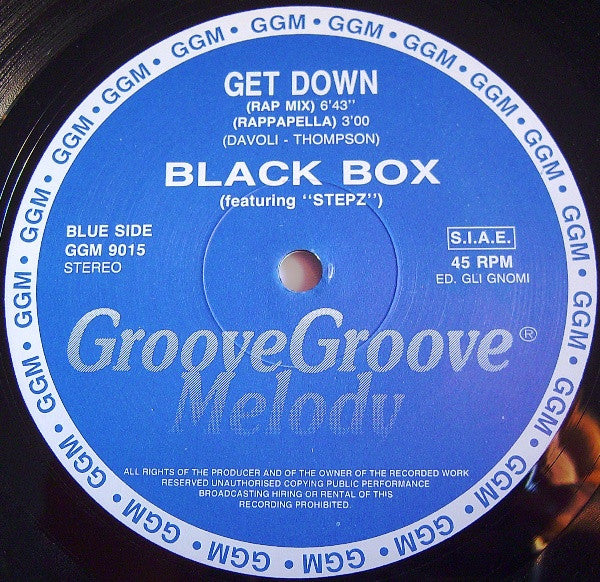 GET DOWN
(RAP MIX) 6'43''
(RAPPAPELLA) 3'00
(DAVOLI - THOMPSON)
BLACK BOX
(featuring "STEPZ")
BLUE SIDE
GGM 9015
STEREO
S.I.A.E.
45 RPM
ED. GLI GNOMI
GrooveGroove®
Melody
ALL RIGHTS OF THE PRODUCER AND OF THE OWNER OF THE RECORDED WORK
RESERVED UNAUTHORISED COPYING PUBLIC PERFORMANCE
BROADCASTING HIRING OR RENTAL OF THIS
RECORDING PROHIBITED.
GGM • GGM • GGM • GGM • GGM • GGM • GGM • GGM • GGM • GGM • GGM • GGM • GGM • GGM • GGM • GGM • GGM • GGM • GGM • GGM • GGM • GGM •